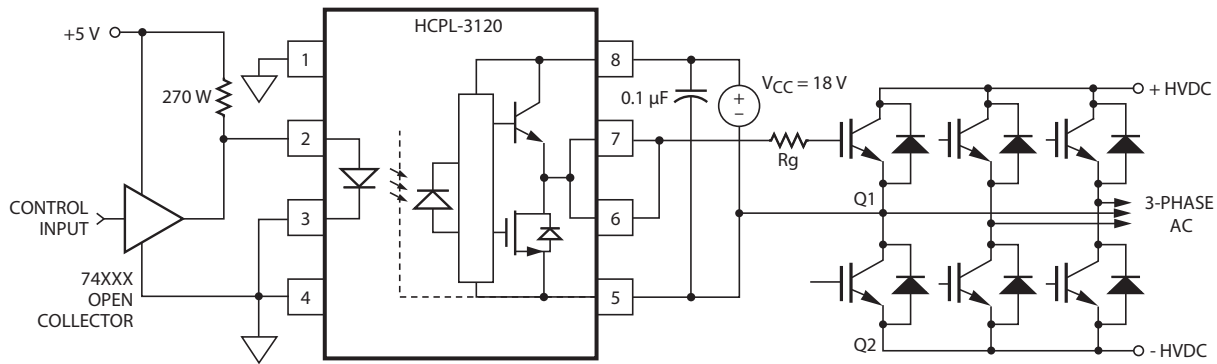 HCPL-3120
+5 V
270 W
1
2
3
4
8
7
6
5
0.1 µF
VCC = 18 V
+
−
Rg
+ HVDC
Q1
3-PHASE
AC
CONTROL
INPUT
74XXX
OPEN
COLLECTOR
Q2
- HVDC